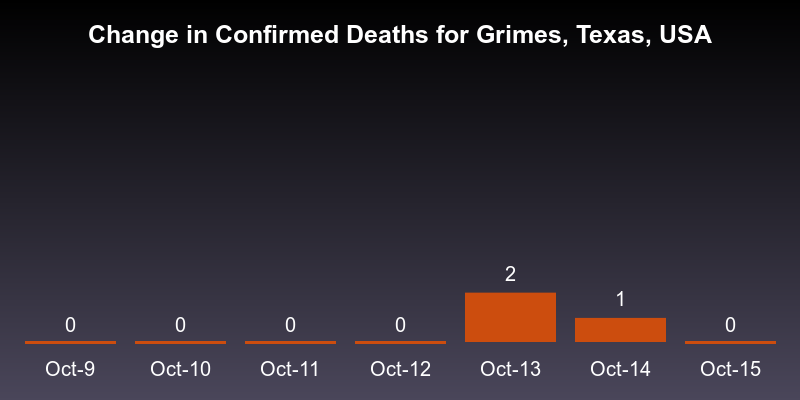 Change in Confirmed Deaths for Grimes, Texas, USA
2
1
0 0 0 0 0
Oct-9 Oct-10 Oct-11 Oct-12 Oct-13 Oct-14 Oct-15